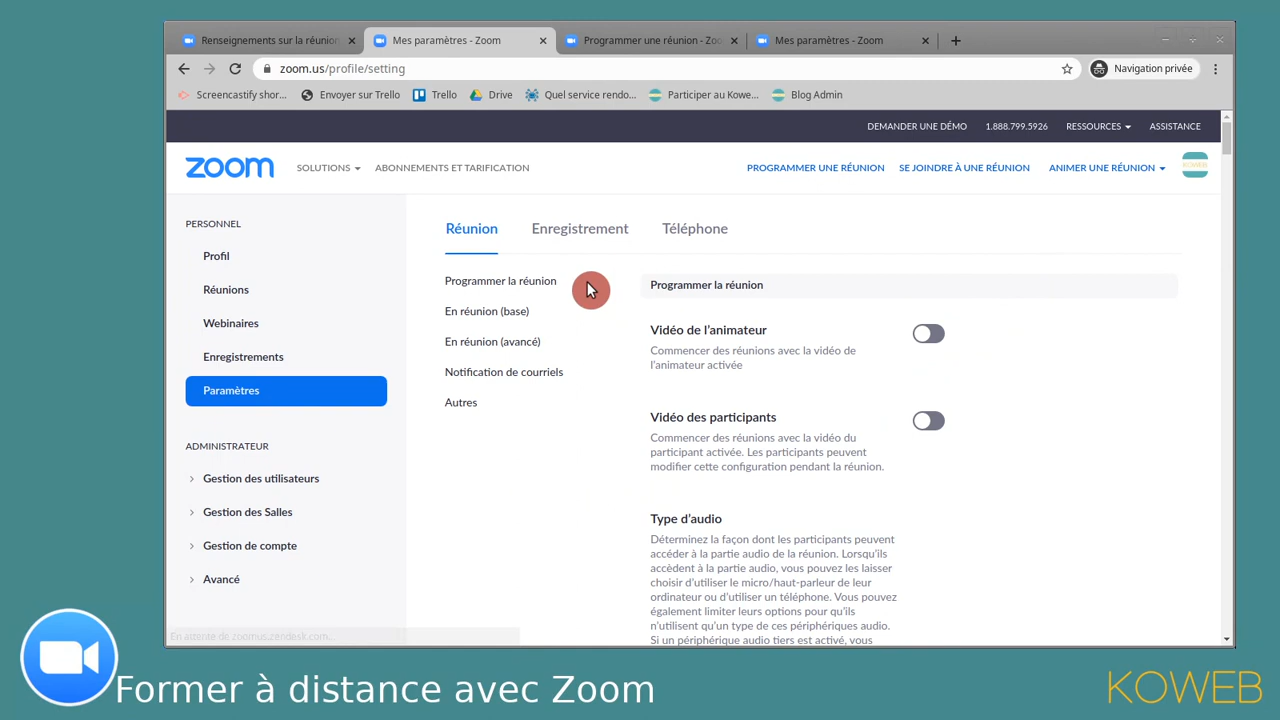 Renseignements sur la réunion
Mes paramètres - Zoom
Programmer une réunion - Zoo
Mes paramètres - Zoom
zoom.us/profile/setting
Navigation privée
Screencastify shor...
Envoyer sur Trello
Trello
Drive
Quel service rendo...
Participer au Kowe...
Blog Admin
DEMANDER UNE DÉMO
1.888.799.5926
RESSOURCES
ASSISTANCE
zoom
SOLUTIONS
ABONNEMENTS ET TARIFICATION
PROGRAMMER UNE RÉUNION
SE JOINDRE À UNE RÉUNION
ANIMER UNE RÉUNION
KOWEB
PERSONNEL
Profil
Réunions
Webinaires
Enregistrements
Paramètres
ADMINISTRATEUR
Gestion des utilisateurs
Gestion des Salles
Gestion de compte
Avancé
Réunion
Enregistrement
Téléphone
Programmer la réunion
En réunion (base)
En réunion (avancé)
Notification de courriels
Autres
Programmer la réunion
Vidéo de l’animateur
Commencer des réunions avec la vidéo de
l’animateur activée
Vidéo des participants
Commencer des réunions avec la vidéo du
participant activée. Les participants peuvent
modifier cette configuration pendant la réunion.
Type d’audio
Déterminez la façon dont les participants peuvent
accéder à la partie audio de la réunion. Lorsqu’ils
accèdent à la partie audio, vous pouvez les laisser
choisir d’utiliser le micro/haut-parleur de leur
ordinateur ou d’utiliser un téléphone. Vous pouvez
également limiter leurs options pour qu’ils
n’utilisent qu’un type de ces périphériques audio.
Si un périphérique audio tiers est activé, vous
En attente de zoomus.zendesk.com...
Former à distance avec Zoom
KOWEB